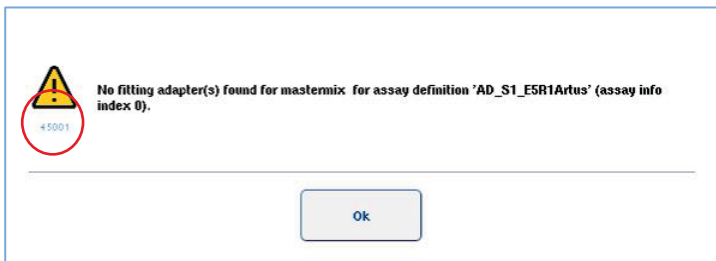 No fitting adapter(s) found for mastermix for assay definition 'AD_S1_E5R1Artus' (assay info
index 0).
45001
Ok